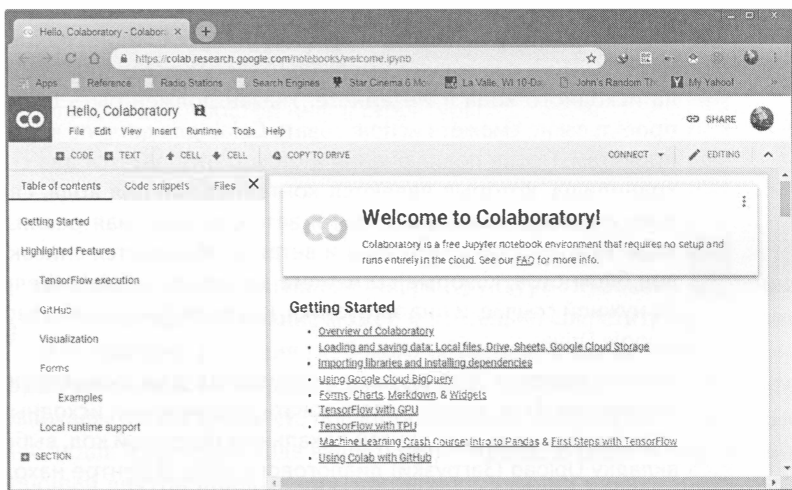 Hello, Colaboratory - Colabor
https://colab.research.google.com/notebooks/welcome.ipynb
Apps Reference Radio Stations Search Engines Star Cinema 6 Mov La Valle, WI 10-Da John's Random Th My Yahoo!
CO Hello, Colaboratory SHARE
File Edit View Insert Runtime Tools Help
CODE TEXT CELL CELL COPY TO DRIVE CONNECT EDITING
Table of contents Code snippets Files X
Getting Started
Highlighted Features
TensorFlow execution
GitHub
Visualization
Forms
Examples
Local runtime support
SECTION
CO Welcome to Colaboratory!
Colaboratory is a free Jupyter notebook environment that requires no setup and
runs entirely in the cloud. See our FAQ for more info.
Getting Started
• Overview of Colaboratory
• Loading and saving data: Local files, Drive, Sheets, Google Cloud Storage
• Importing libraries and installing dependencies
• Using Google Cloud BigQuery
• Forms, Charts, Markdown, & Widgets
• TensorFlow with GPU
• TensorFlow with TPU
• Machine Learning Crash Course: Intro to Pandas & First Steps with TensorFlow
• Using Colab with GitHub